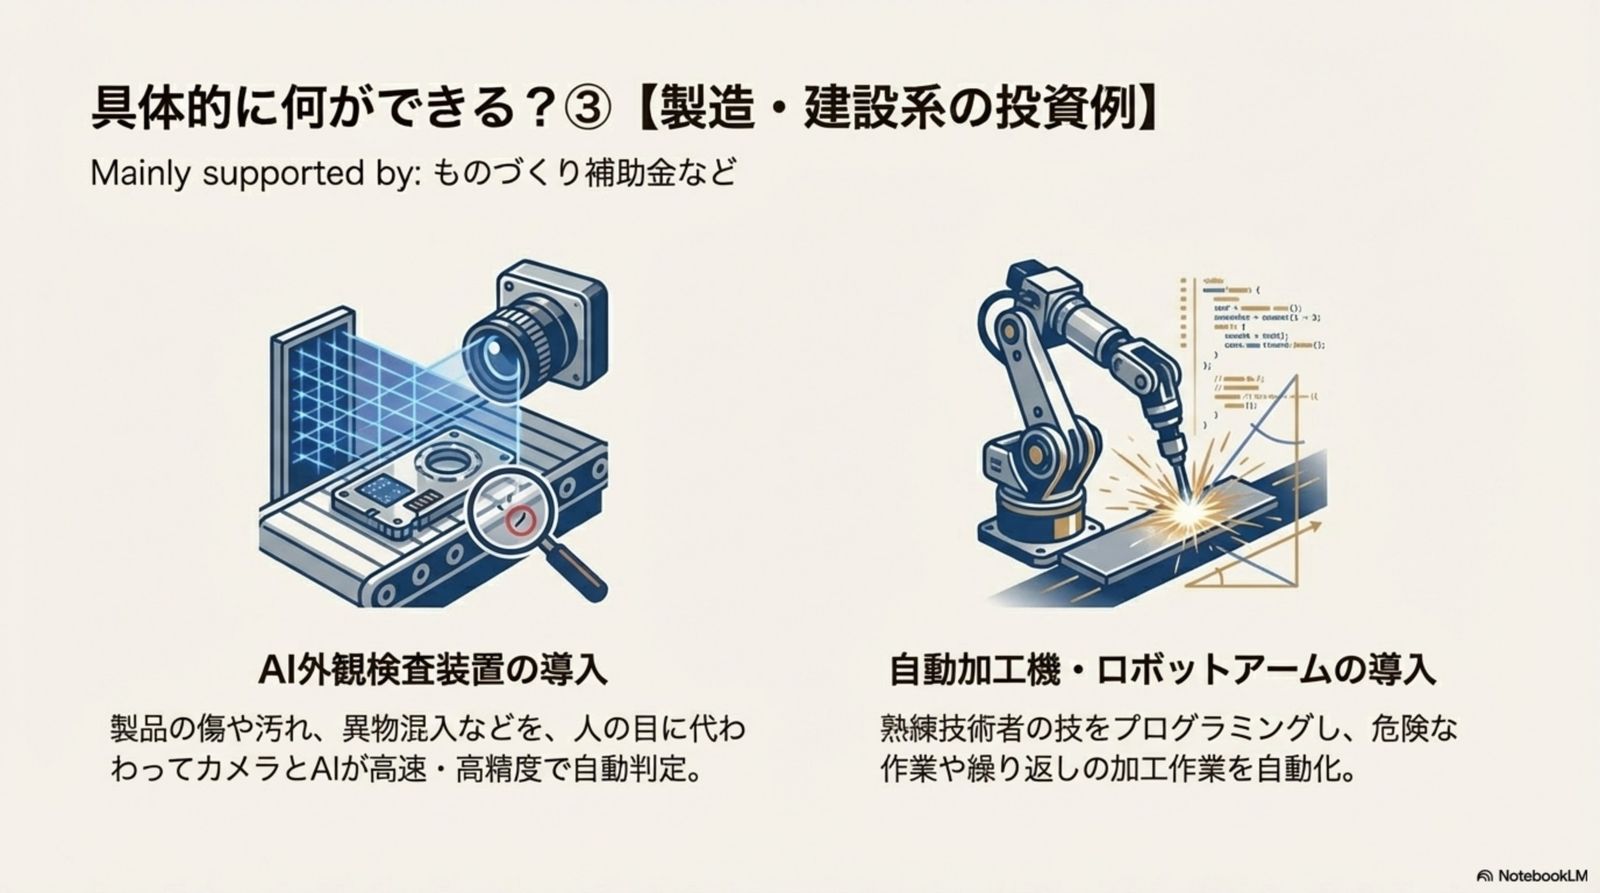 具体的に何ができる？③【製造・建設系の投資例】
Mainly supported by: ものづくり補助金など
AI外観検査装置の導入
製品の傷や汚れ、異物混入などを、人の目に代わ
わってカメラとAIが高速・高精度で自動判定。
自動加工機・ロボットアームの導入
熟練技術者の技をプログラミングし、危険な
作業や繰り返しの加工作業を自動化。
NotebookLM